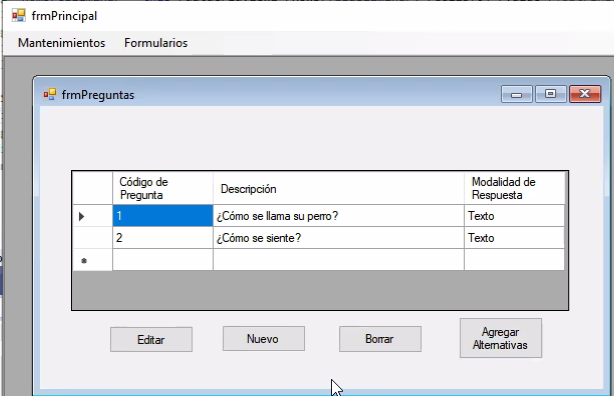 frmPrincipal
Mantenimientos Formularios
frmPreguntas
Código de Pregunta Descripción Modalidad de Respuesta
1 ¿Cómo se llama su perro? Texto
2 ¿Cómo se siente? Texto
Editar Nuevo Borrar Agregar Alternativas